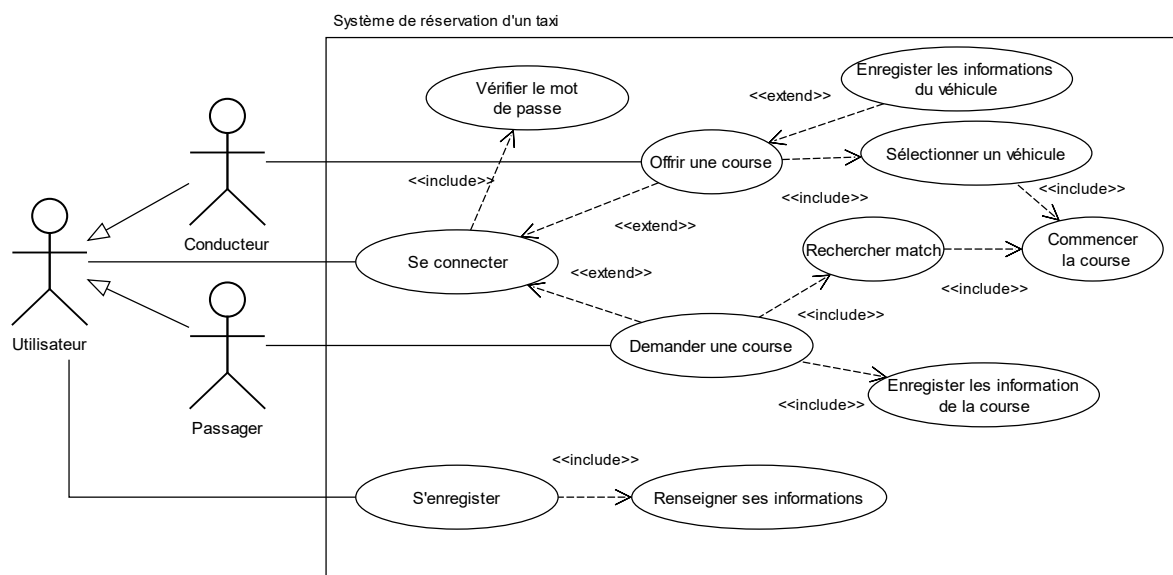 Système de réservation d'un taxi
Enregister les informations
du véhicule
Vérifier le mot
de passe
<<extend>>
Offrir une course
Sélectionner un véhicule
<<include>>
<<include>>
<<include>>
<<extend>>
Conducteur
Rechercher match
Commencer
la course
Se connecter
<<extend>>
<<include>>
<<include>>
Utilisateur
Demander une course
Enregister les information
de la course
<<include>>
Passager
<<include>>
S'enregister
Renseigner ses informations